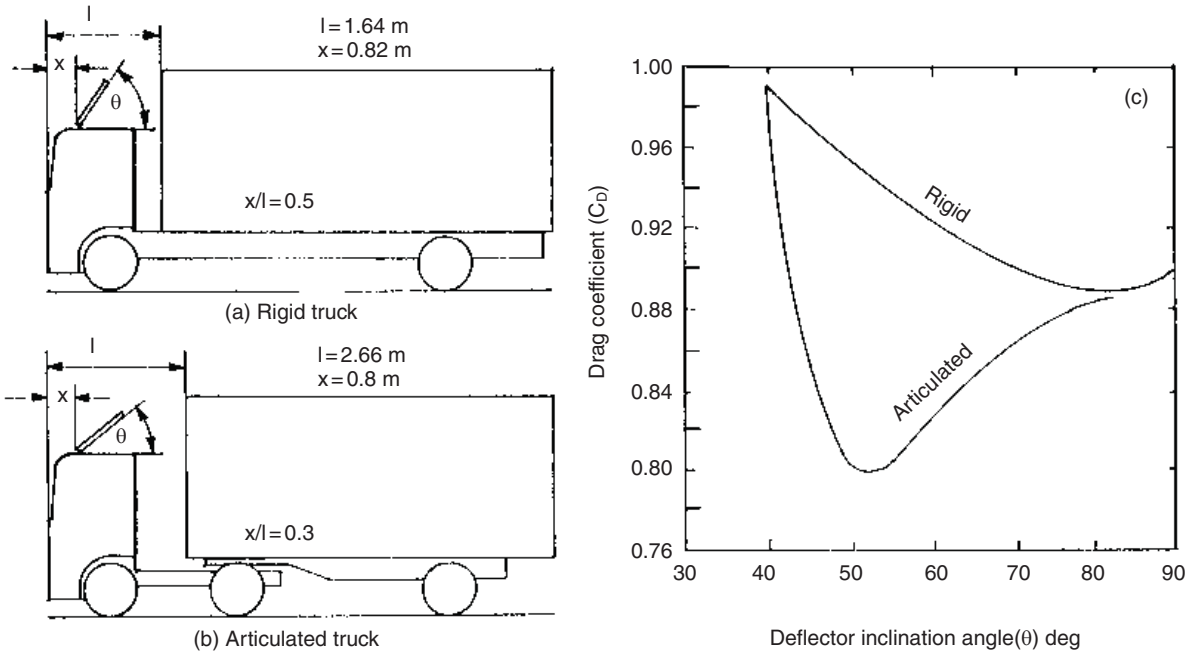 l
l = 1.64 m
x = 0.82 m
x
θ
x/l = 0.5
(a) Rigid truck
l
l = 2.66 m
x = 0.8 m
x
θ
x/l = 0.3
(b) Articulated truck
(c)
1.00
0.96
0.92
0.88
0.84
0.80
0.76
Drag coefficient (C_D)
Rigid
Articulated
30 40 50 60 70 80 90
Deflector inclination angle(θ) deg